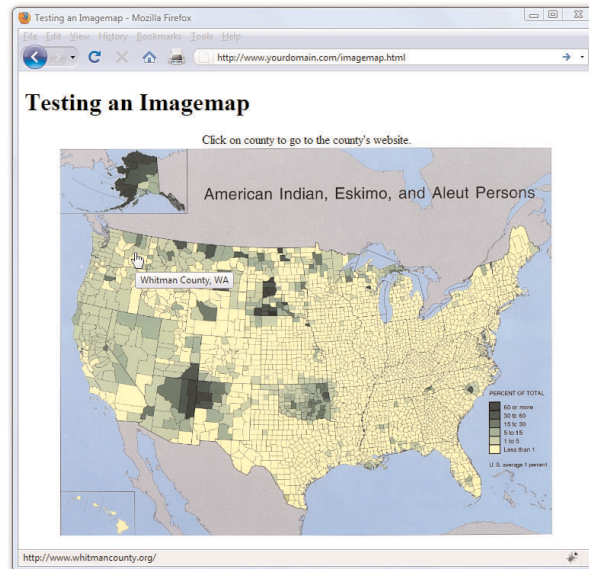 Testing an Imagemap - Mozilla Firefox
File Edit View History Bookmarks Tools Help
http://www.yourdomain.com/imagemap.html
Testing an Imagemap
Click on county to go to the county's website.
American Indian, Eskimo, and Aleut Persons
Whitman County, WA
PERCENT OF TOTAL
60 or more
30 to 60
15 to 30
5 to 15
1 to 5
Less than 1
U.S. average 1 percent
http://www.whitmancounty.org/